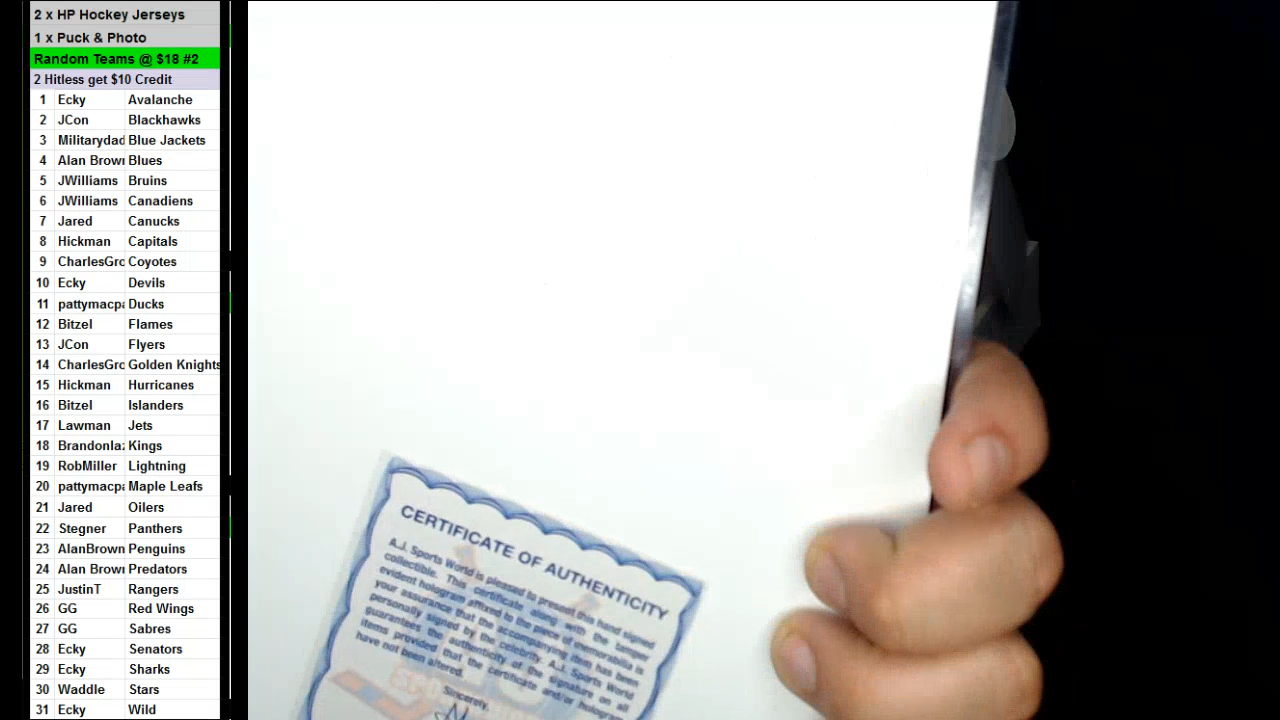 2 x HP Hockey Jerseys
1 x Puck & Photo
Random Teams @ $18 #2
2 Hitless get $10 Credit
1 Ecky Avalanche
2 JCon Blackhawks
3 Militarydad Blue Jackets
4 Alan Brown Blues
5 JWilliams Bruins
6 JWilliams Canadiens
7 Jared Canucks
8 Hickman Capitals
9 CharlesGro Coyotes
10 Ecky Devils
11 pattymacpa Ducks
12 Bitzel Flames
13 JCon Flyers
14 CharlesGro Golden Knights
15 Hickman Hurricanes
16 Bitzel Islanders
17 Lawman Jets
18 Brandonlaz Kings
19 RobMiller Lightning
20 pattymacpa Maple Leafs
21 Jared Oilers
22 Stegner Panthers
23 AlanBrown Penguins
24 Alan Brown Predators
25 JustinT Rangers
26 GG Red Wings
27 GG Sabres
28 Ecky Senators
29 Ecky Sharks
30 Waddle Stars
31 Ecky Wild
CERTIFICATE OF AUTHENTICITY
A.J. Sports World is pleased to present this hand signed
collectible. This certificate along with the tamper
evident hologram affixed to the piece of memorabilia is
your assurance that the accompanying item has been
personally signed by the celebrity. A.J. Sports World
guarantees the authenticity of the signature on all
items provided that the certificate and/or hologram
have not been altered.
Sincerely,